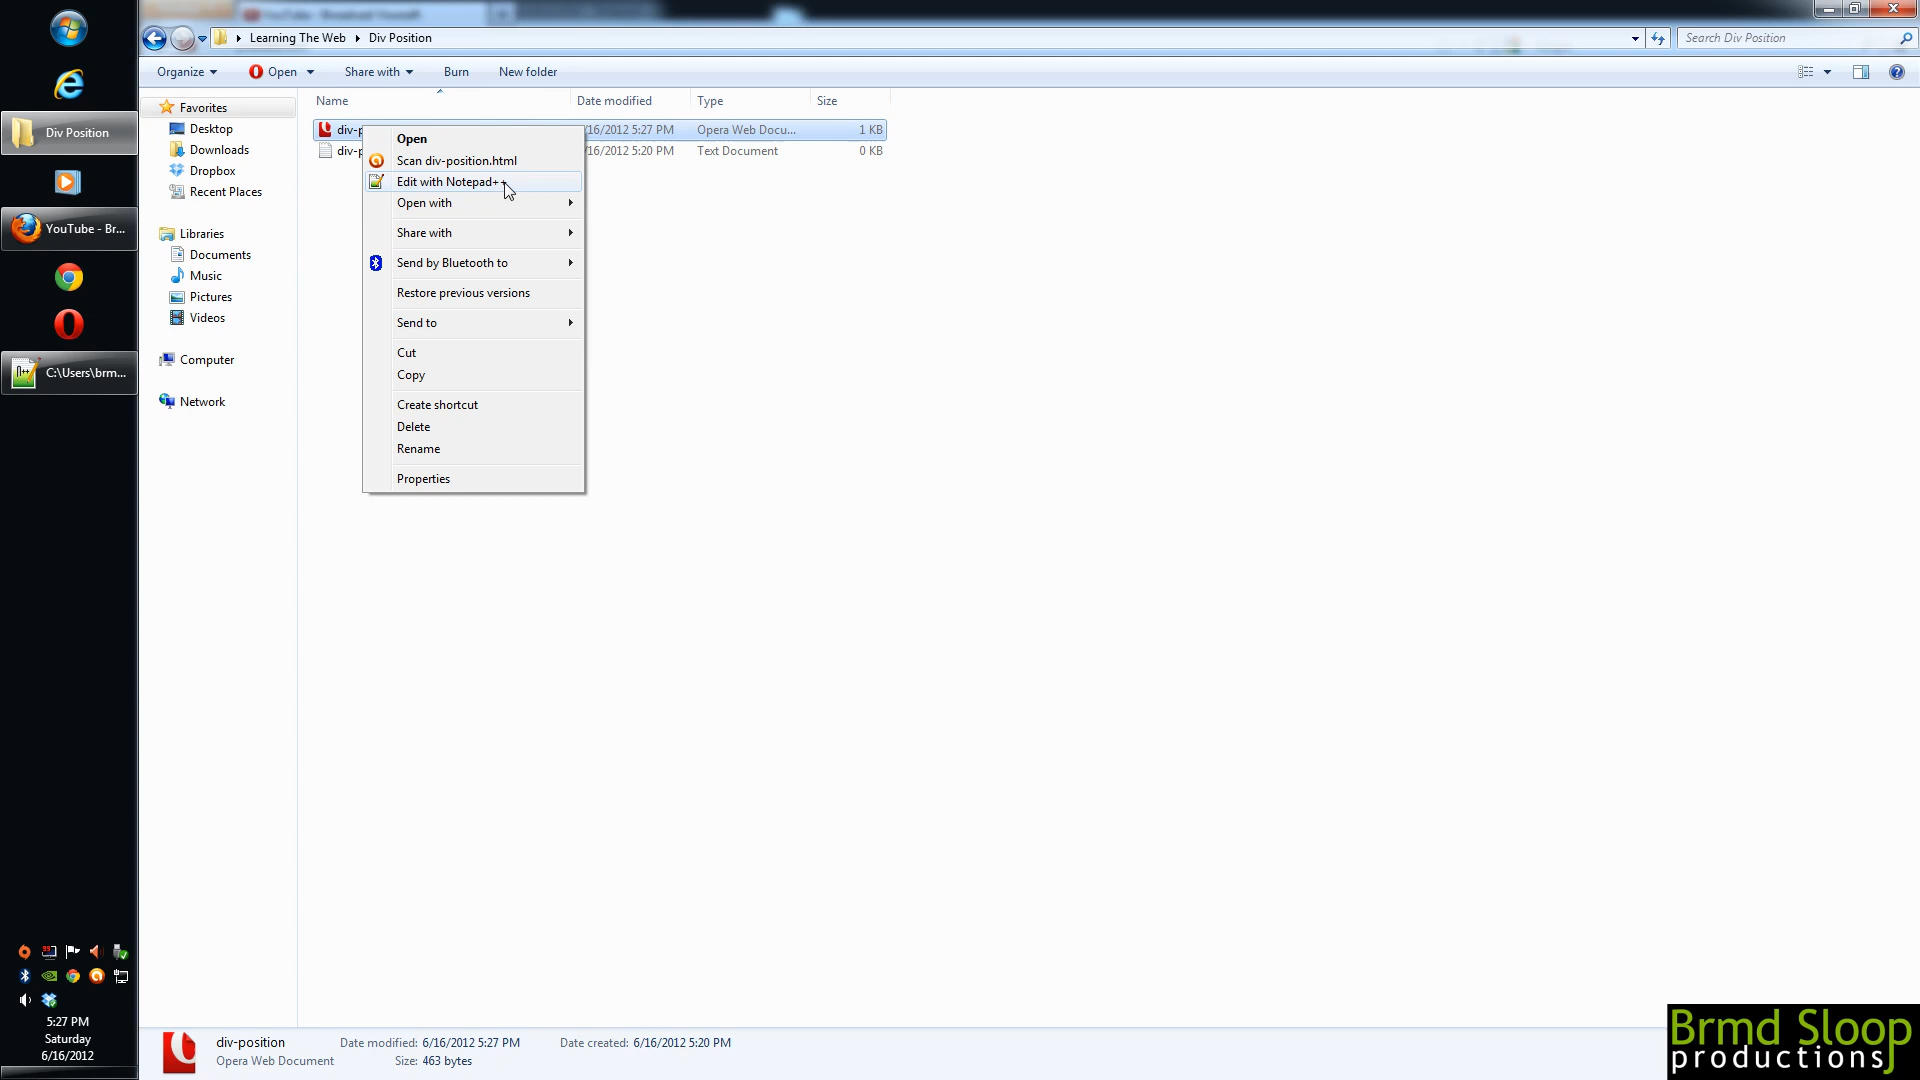 Learning The Web
Div Position
Search Div Position
Organize
Open
Share with
Burn
New folder
Name
Date modified
Type
Size
div-p
/16/2012 5:27 PM
Opera Web Docu...
1 KB
div-p
/16/2012 5:20 PM
Text Document
0 KB
Div Position
YouTube - Br...
C:\Users\brm...
Favorites
Desktop
Downloads
Dropbox
Recent Places
Libraries
Documents
Music
Pictures
Videos
Computer
Network
Open
Scan div-position.html
Edit with Notepad++
Open with
Share with
Send by Bluetooth to
Restore previous versions
Send to
Cut
Copy
Create shortcut
Delete
Rename
Properties
5:27 PM
Saturday
6/16/2012
div-position
Date modified: 6/16/2012 5:27 PM
Date created: 6/16/2012 5:20 PM
Opera Web Document
Size: 463 bytes
Brmd Sloop
productions